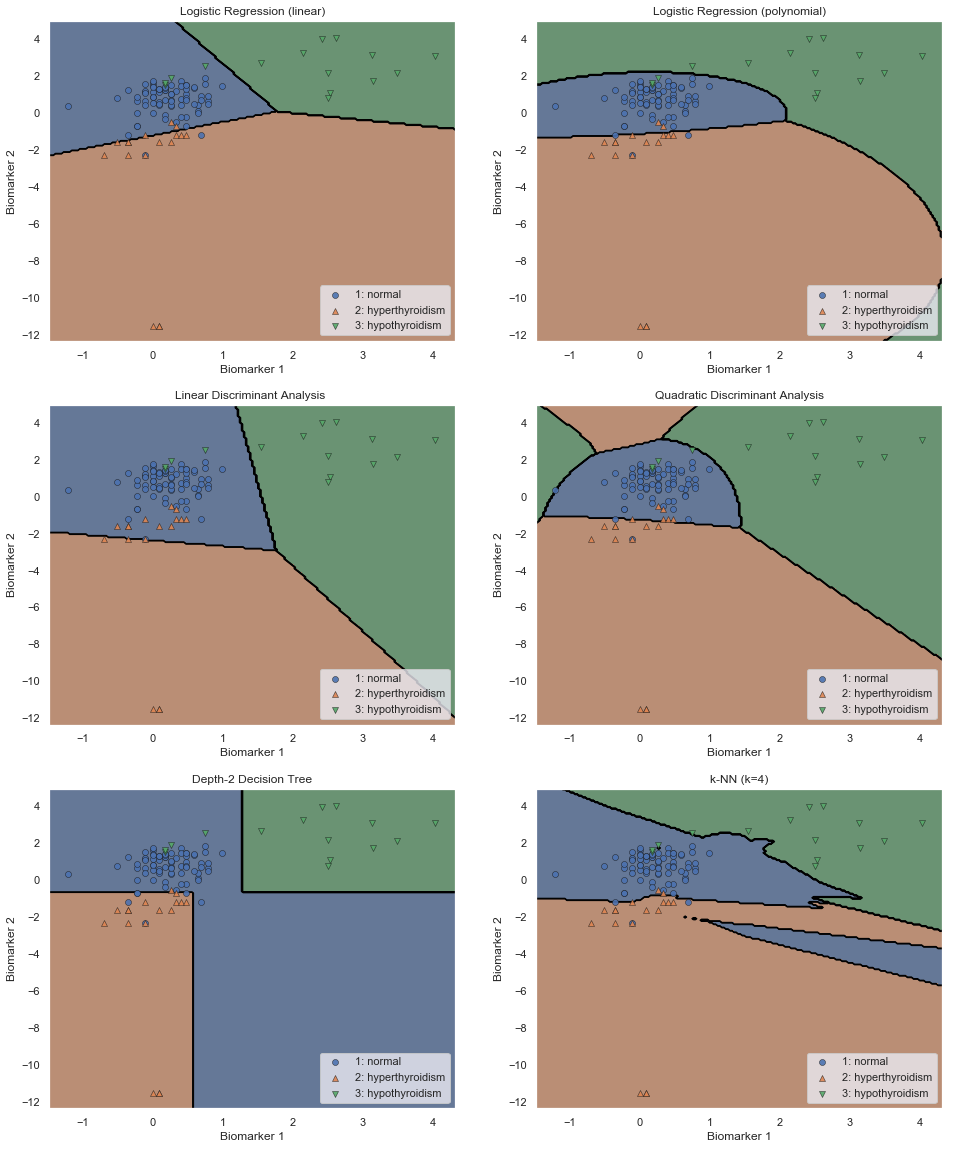 Logistic Regression (linear)
4
2
0
−2
−4
−6
−8
−10
−12
Biomarker 2
−1
0
1
2
3
4
Biomarker 1
1: normal
2: hyperthyroidism
3: hypothyroidism
Logistic Regression (polynomial)
4
2
0
−2
−4
−6
−8
−10
−12
Biomarker 2
−1
0
1
2
3
4
Biomarker 1
1: normal
2: hyperthyroidism
3: hypothyroidism
Linear Discriminant Analysis
4
2
0
−2
−4
−6
−8
−10
−12
Biomarker 2
−1
0
1
2
3
4
Biomarker 1
1: normal
2: hyperthyroidism
3: hypothyroidism
Quadratic Discriminant Analysis
4
2
0
−2
−4
−6
−8
−10
−12
Biomarker 2
−1
0
1
2
3
4
Biomarker 1
1: normal
2: hyperthyroidism
3: hypothyroidism
Depth-2 Decision Tree
4
2
0
−2
−4
−6
−8
−10
−12
Biomarker 2
−1
0
1
2
3
4
Biomarker 1
1: normal
2: hyperthyroidism
3: hypothyroidism
k-NN (k=4)
4
2
0
−2
−4
−6
−8
−10
−12
Biomarker 2
−1
0
1
2
3
4
Biomarker 1
1: normal
2: hyperthyroidism
3: hypothyroidism